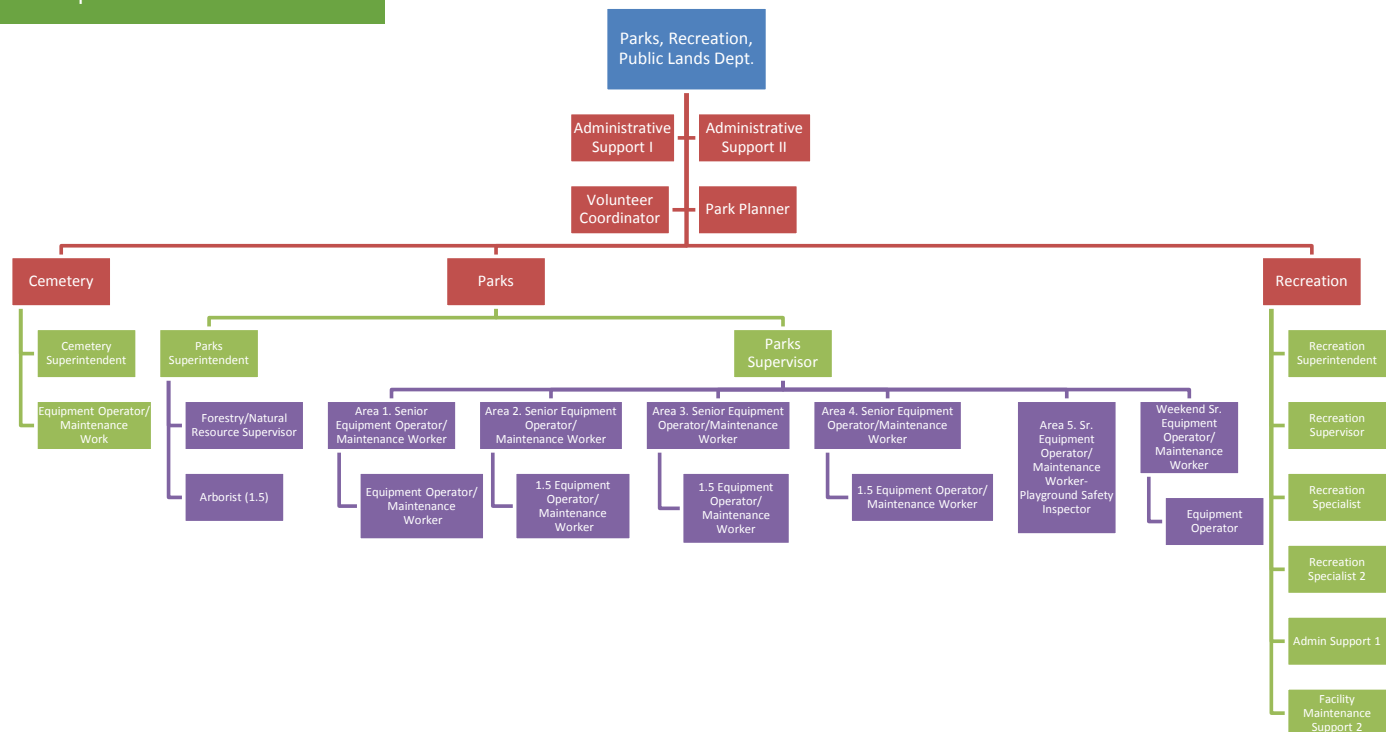 Parks, Recreation,
Public Lands Dept.
Administrative
Support I
Administrative
Support II
Volunteer
Coordinator
Park Planner
Cemetery
Parks
Recreation
Cemetery
Superintendent
Equipment Operator/
Maintenance
Work
Parks
Superintendent
Forestry/Natural
Resource Supervisor
Arborist (1.5)
Parks
Supervisor
Area 1. Senior
Equipment Operator/
Maintenance Worker
Equipment Operator/
Maintenance
Worker
Area 2. Senior Equipment
Operator/
Maintenance Worker
1.5 Equipment
Operator/
Maintenance
Worker
Area 3. Senior Equipment
Operator/Maintenance
Worker
1.5 Equipment
Operator/
Maintenance
Worker
Area 4. Senior Equipment
Operator/Maintenance
Worker
1.5 Equipment Operator/
Maintenance Worker
Area 5. Sr.
Equipment
Operator/
Maintenance
Worker-
Playground Safety
Inspector
Weekend Sr.
Equipment
Operator/
Maintenance
Worker
Equipment
Operator
Recreation
Superintendent
Recreation
Supervisor
Recreation
Specialist
Recreation
Specialist 2
Admin Support 1
Facility
Maintenance
Support 2